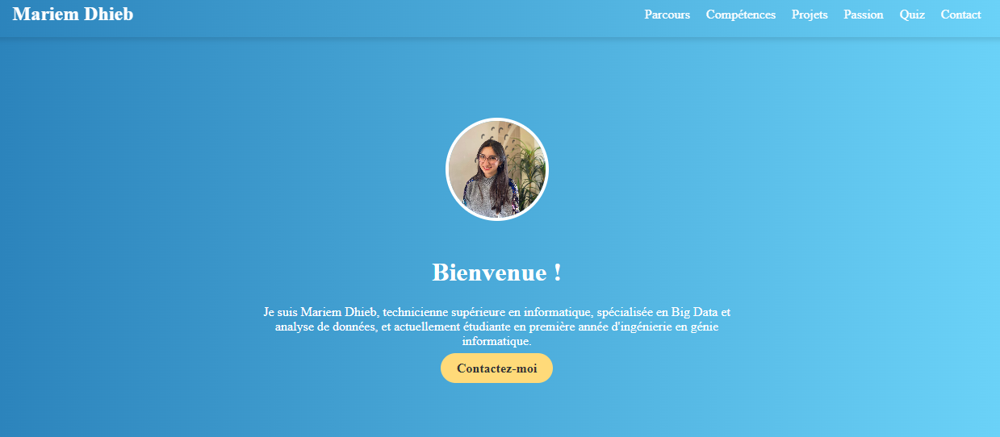 Mariem Dhieb
Parcours Compétences Projets Passion Quiz Contact
Bienvenue !
Je suis Mariem Dhieb, technicienne supérieure en informatique, spécialisée en Big Data et
analyse de données, et actuellement étudiante en première année d'ingénierie en génie
informatique.
Contactez-moi